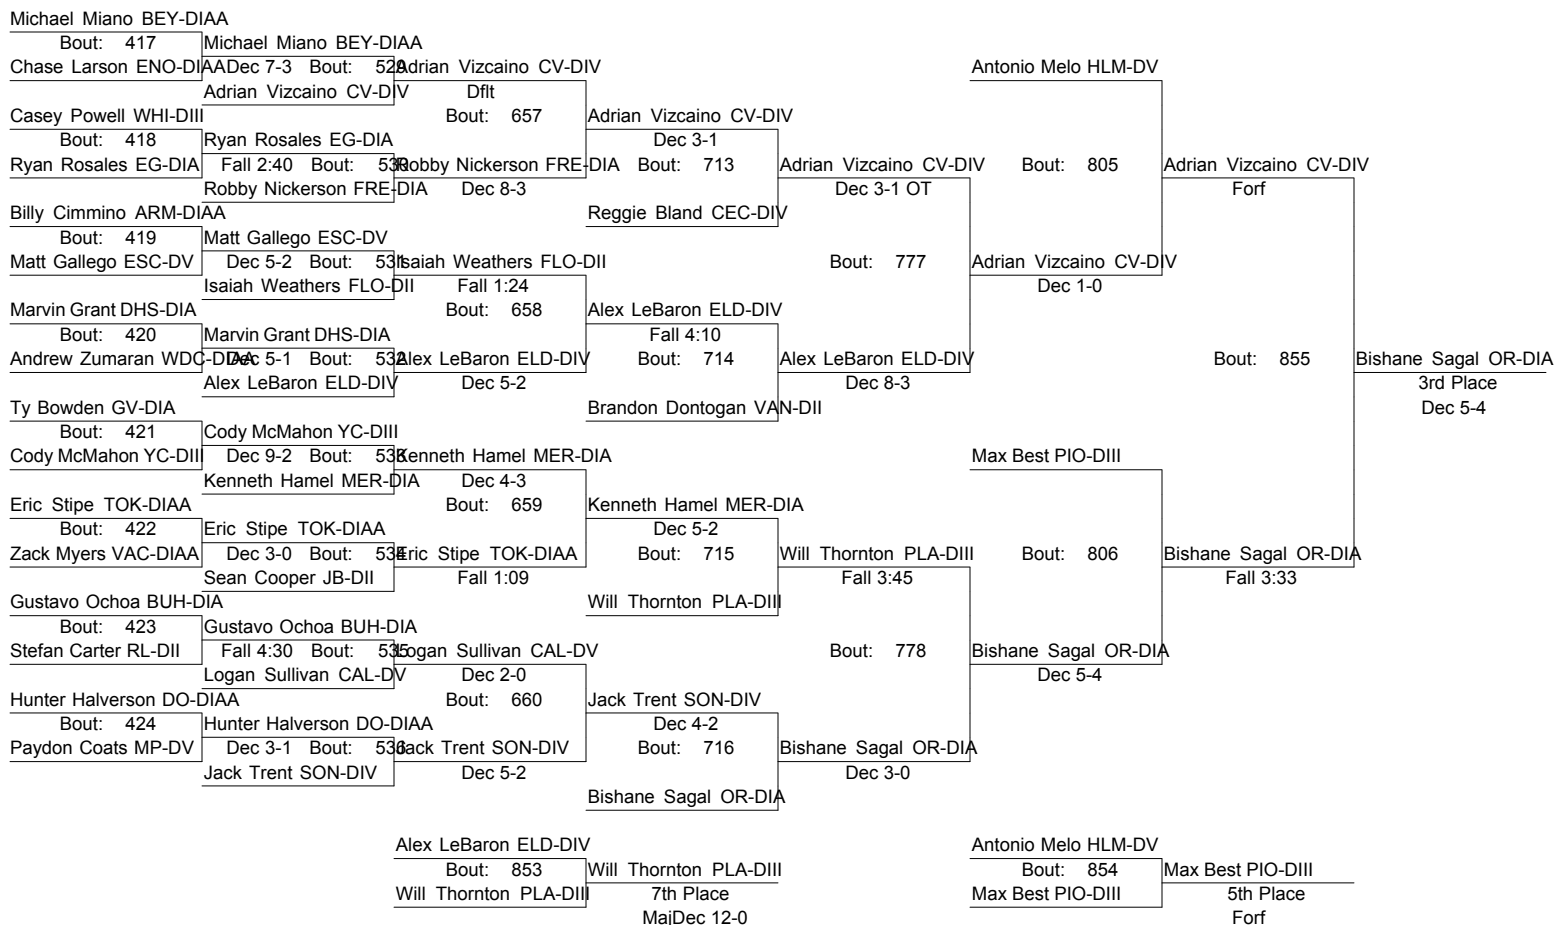 Michael Miano BEY-DIAA
Bout: 417 Michael Miano BEY-DIAA
Chase Larson ENO-DIAA Dec 7-3 Bout: 529 Adrian Vizcaino CV-DIV Antonio Melo HLM-DV
Adrian Vizcaino CV-DIV Dflt
Casey Powell WHI-DIII Bout: 657 Adrian Vizcaino CV-DIV
Bout: 418 Ryan Rosales EG-DIA Dec 3-1
Ryan Rosales EG-DIA Fall 2:40 Bout: 530 Robby Nickerson FRE-DIA Bout: 713 Adrian Vizcaino CV-DIV Bout: 805 Adrian Vizcaino CV-DIV
Robby Nickerson FRE-DIA Dec 8-3 Dec 3-1 OT Forf
Billy Cimmino ARM-DIAA Reggie Bland CEC-DIV
Bout: 419 Matt Gallego ESC-DV
Matt Gallego ESC-DV Dec 5-2 Bout: 531 Isaiah Weathers FLO-DII Bout: 777 Adrian Vizcaino CV-DIV
Isaiah Weathers FLO-DII Fall 1:24 Dec 1-0
Marvin Grant DHS-DIA Bout: 658 Alex LeBaron ELD-DIV
Bout: 420 Marvin Grant DHS-DIA Fall 4:10
Andrew Zumaran WDC-DIAA Dec 5-1 Bout: 532 Alex LeBaron ELD-DIV Bout: 714 Alex LeBaron ELD-DIV Bout: 855 Bishane Sagal OR-DIA
Alex LeBaron ELD-DIV Dec 5-2 Dec 8-3 3rd Place
Ty Bowden GV-DIA Brandon Dontogan VAN-DII Dec 5-4
Bout: 421 Cody McMahon YC-DIII
Cody McMahon YC-DIII Dec 9-2 Bout: 533 Kenneth Hamel MER-DIA Max Best PIO-DIII
Kenneth Hamel MER-DIA Dec 4-3
Eric Stipe TOK-DIAA Bout: 659 Kenneth Hamel MER-DIA
Bout: 422 Eric Stipe TOK-DIAA Dec 5-2
Zack Myers VAC-DIAA Dec 3-0 Bout: 534 Eric Stipe TOK-DIAA Bout: 715 Will Thornton PLA-DIII Bout: 806 Bishane Sagal OR-DIA
Sean Cooper JB-DII Fall 1:09 Fall 3:45 Fall 3:33
Gustavo Ochoa BUH-DIA Will Thornton PLA-DIII
Bout: 423 Gustavo Ochoa BUH-DIA
Stefan Carter RL-DII Fall 4:30 Bout: 535 Logan Sullivan CAL-DV Bout: 778 Bishane Sagal OR-DIA
Logan Sullivan CAL-DV Dec 2-0 Dec 5-4
Hunter Halverson DO-DIAA Bout: 660 Jack Trent SON-DIV
Bout: 424 Hunter Halverson DO-DIAA Dec 4-2
Paydon Coats MP-DV Dec 3-1 Bout: 536 Jack Trent SON-DIV Bout: 716 Bishane Sagal OR-DIA
Jack Trent SON-DIV Dec 5-2 Dec 3-0
Bishane Sagal OR-DIA
Alex LeBaron ELD-DIV Antonio Melo HLM-DV
Bout: 853 Will Thornton PLA-DIII Bout: 854 Max Best PIO-DIII
Will Thornton PLA-DIII 7th Place Max Best PIO-DIII 5th Place
MajDec 12-0 Forf